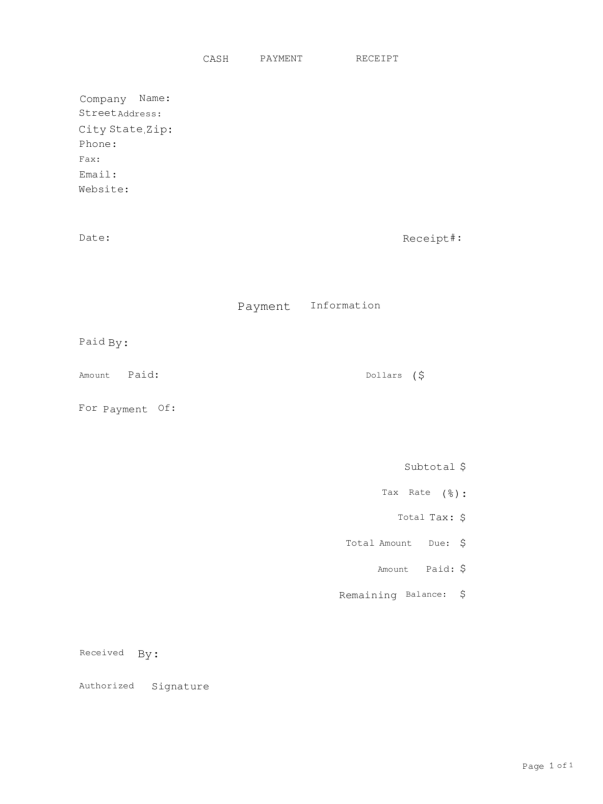 CASH PAYMENT RECEIPT
Company Name:
Street Address:
City State, Zip:
Phone:
Fax:
Email:
Website:
Date: Receipt#:
Payment Information
Paid By:
Amount Paid: Dollars ($
For Payment Of:
Subtotal $
Tax Rate (%):
Total Tax: $
Total Amount Due: $
Amount Paid: $
Remaining Balance: $
Received By:
Authorized Signature
Page 1 of 1